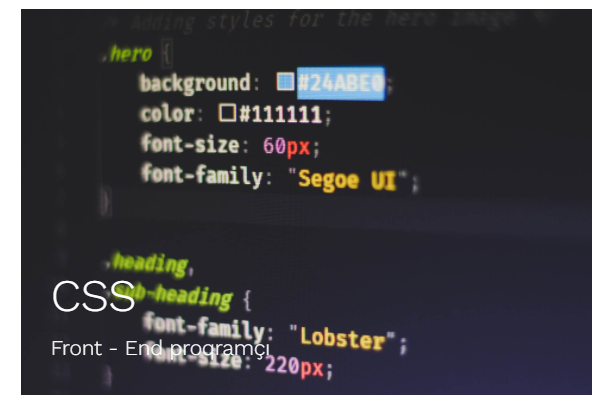 /* Adding styles for the hero image */
.hero {
background: #24ABE0;
color: #111111;
font-size: 60px;
font-family: "Segoe UI";
}
.heading,
.sub-heading {
CSS
font-family: "Lobster";
Front - End proqramçı
font-size: 220px;
}